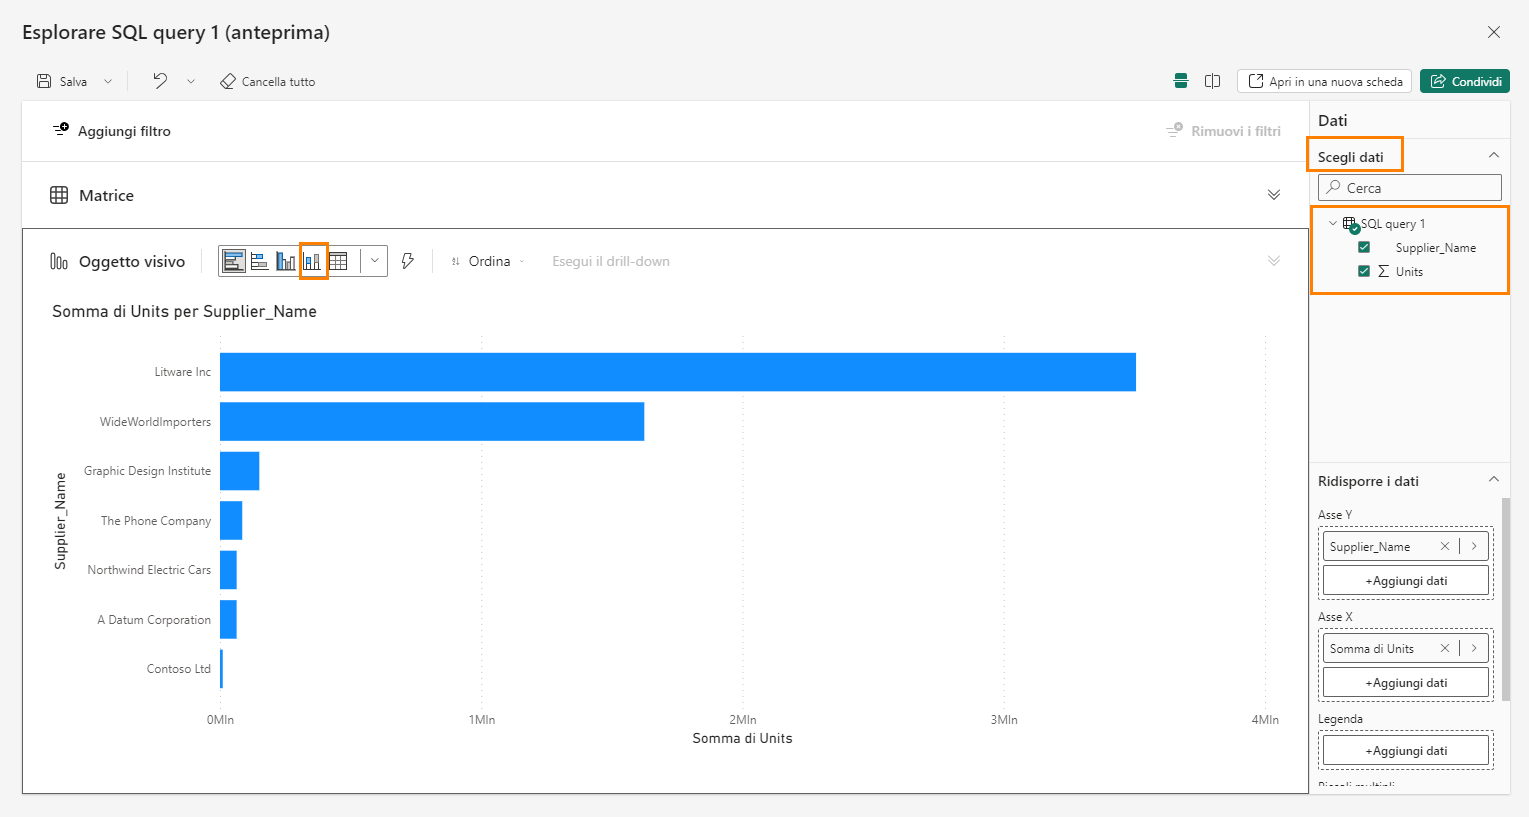 Esplorare SQL query 1 (anteprima)
Salva
Cancella tutto
Apri in una nuova scheda
Condividi
Aggiungi filtro
Rimuovi i filtri
Matrice
Oggetto visivo
Ordina
Esegui il drill-down
Somma di Units per Supplier_Name
Supplier_Name
Litware Inc
WideWorldImporters
Graphic Design Institute
The Phone Company
Northwind Electric Cars
A Datum Corporation
Contoso Ltd
0Mln 1Mln 2Mln 3Mln 4Mln
Somma di Units
Dati
Scegli dati
Cerca
SQL query 1
Supplier_Name
Units
Ridisporre i dati
Asse Y
Supplier_Name
+Aggiungi dati
Asse X
Somma di Units
+Aggiungi dati
Legenda
+Aggiungi dati